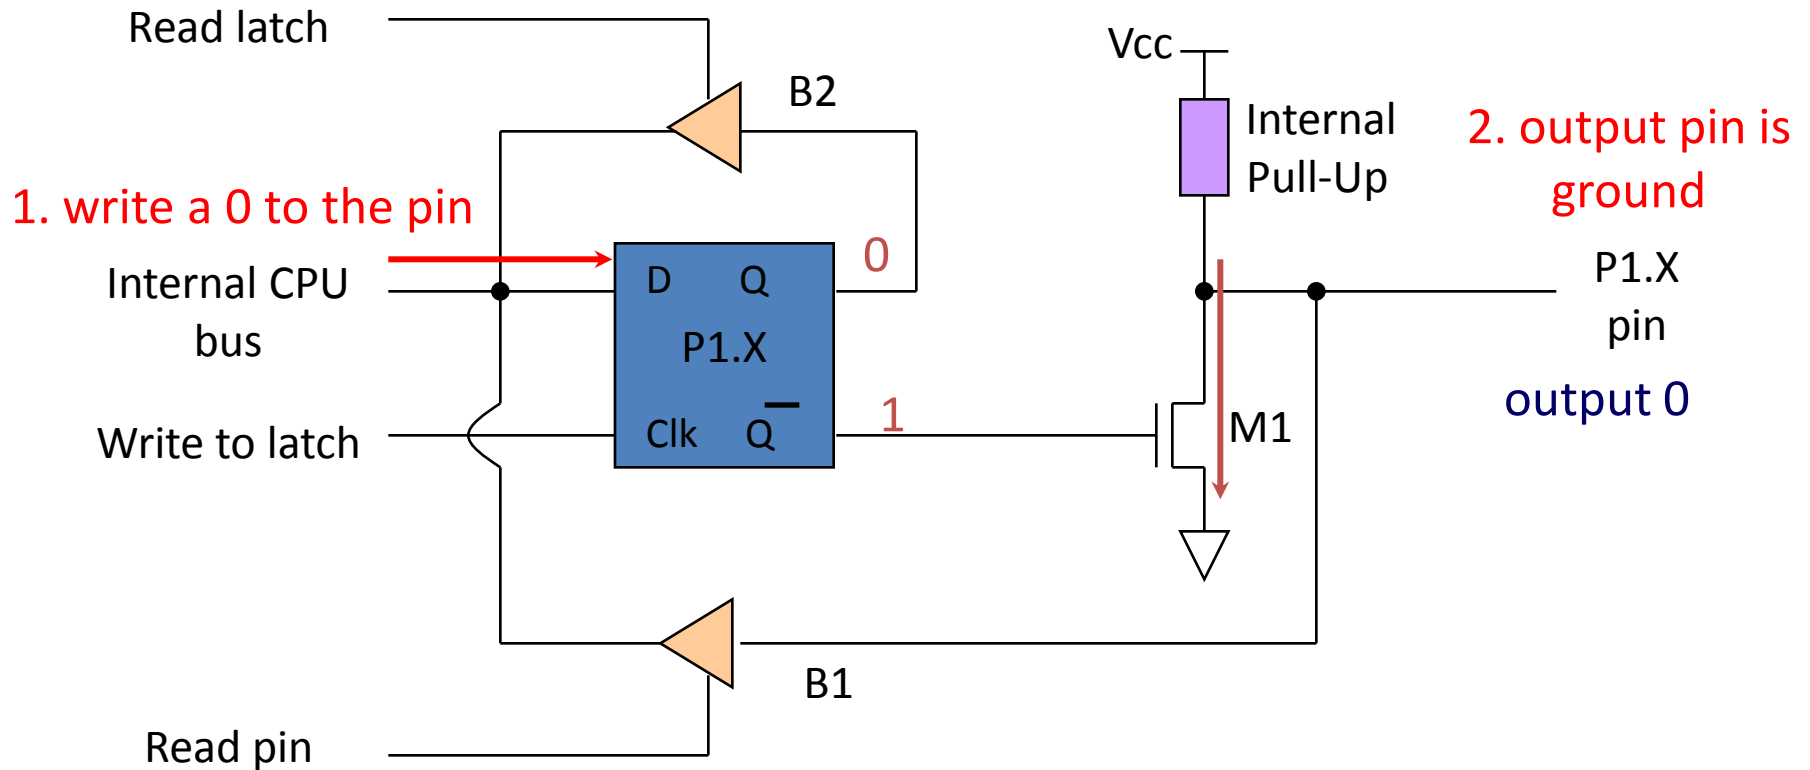 Read latch
Vcc
B2
Internal
Pull-Up
2. output pin is
ground
1. write a 0 to the pin
Internal CPU
bus
D Q
0
P1.X
P1.X
pin
Write to latch
Clk Q̅
1
M1
output 0
B1
Read pin